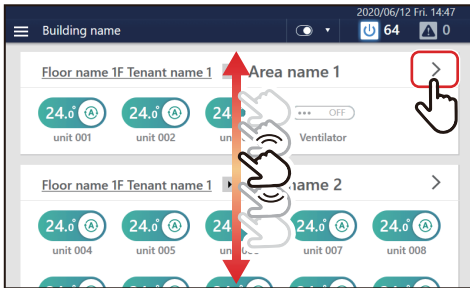 2020/06/12 Fri. 14:47
Building name 64 0
Floor name 1F Tenant name 1 Area name 1
24.0° A 24.0° A 24. ••• OFF
unit 001 unit 002 Ventilator
Floor name 1F Tenant name 1 name 2
24.0° A 24.0° A 24.0° 24.0° A 24.0° A
unit 004 unit 005 unit 007 unit 008